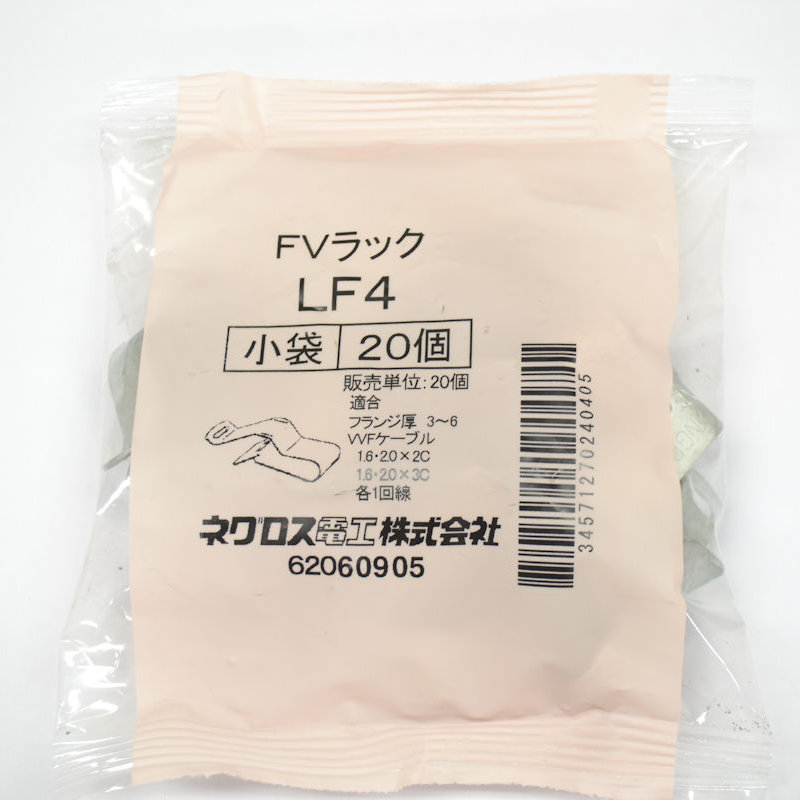 FVラック
LF4
小袋 20個
販売単位:20個
適合
フランジ厚 3～6
VVFケーブル
1.6・2.0×2C
1.6・2.0×3C
各1回線
ネグロス電工株式会社
62060905
3457127024040​5